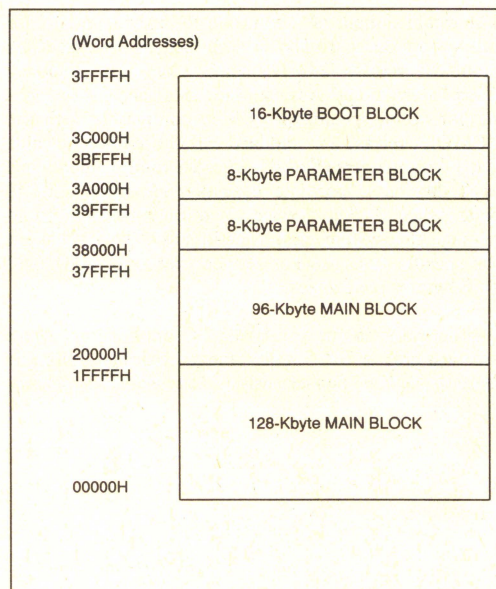 (Word Addresses)
3FFFFH
16-Kbyte BOOT BLOCK
3C000H
3BFFFH
8-Kbyte PARAMETER BLOCK
3A000H
39FFFH
8-Kbyte PARAMETER BLOCK
38000H
37FFFH
96-Kbyte MAIN BLOCK
20000H
1FFFFH
128-Kbyte MAIN BLOCK
00000H